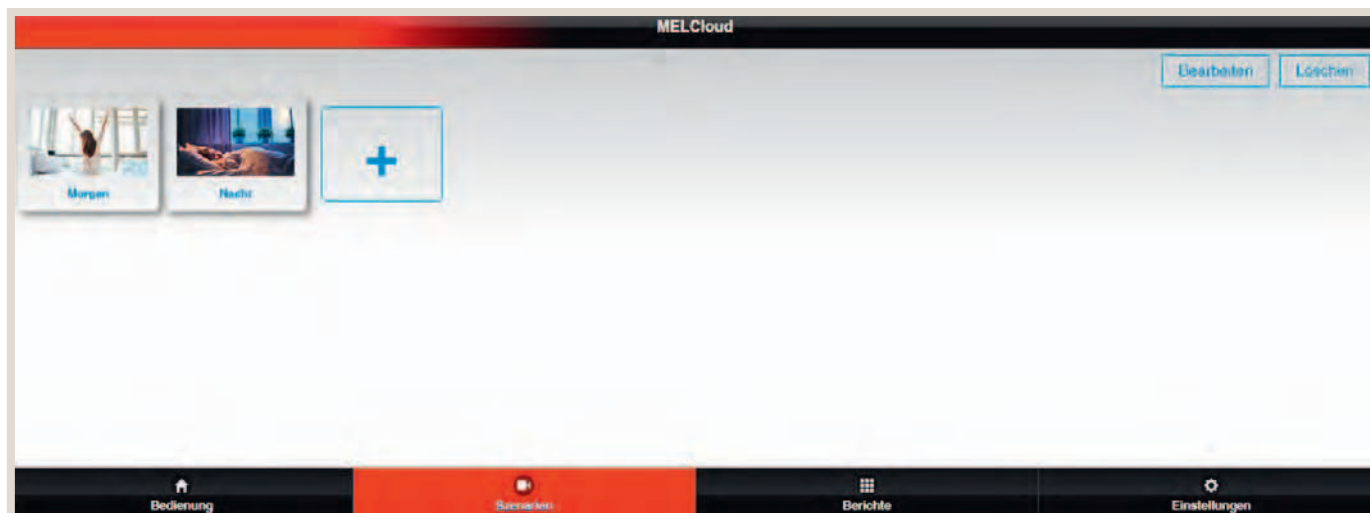 MELCloud
Bearbeiten Löschen
Morgen Nacht
+
Bedienung Szenarien Berichte Einstellungen